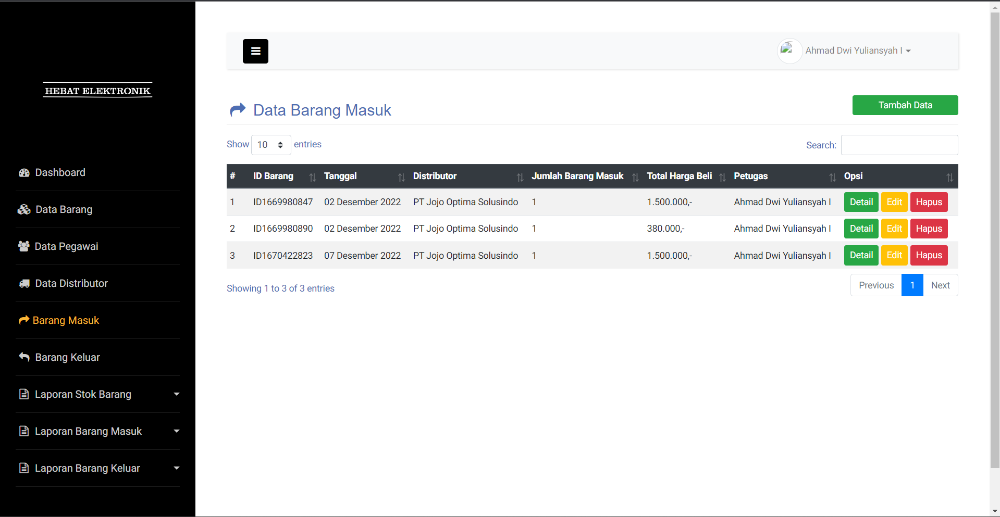 HEBAT ELEKTRONIK
Dashboard
Data Barang
Data Pegawai
Data Distributor
Barang Masuk
Barang Keluar
Laporan Stok Barang
Laporan Barang Masuk
Laporan Barang Keluar
Ahmad Dwi Yuliansyah I
Data Barang Masuk
Tambah Data
Show 10 entries
Search:
# ID Barang Tanggal Distributor Jumlah Barang Masuk Total Harga Beli Petugas Opsi
1 ID1669980847 02 Desember 2022 PT Jojo Optima Solusindo 1 1.500.000,- Ahmad Dwi Yuliansyah I Detail Edit Hapus
2 ID1669980890 02 Desember 2022 PT Jojo Optima Solusindo 1 380.000,- Ahmad Dwi Yuliansyah I Detail Edit Hapus
3 ID1670422823 07 Desember 2022 PT Jojo Optima Solusindo 1 1.500.000,- Ahmad Dwi Yuliansyah I Detail Edit Hapus
Showing 1 to 3 of 3 entries
Previous 1 Next